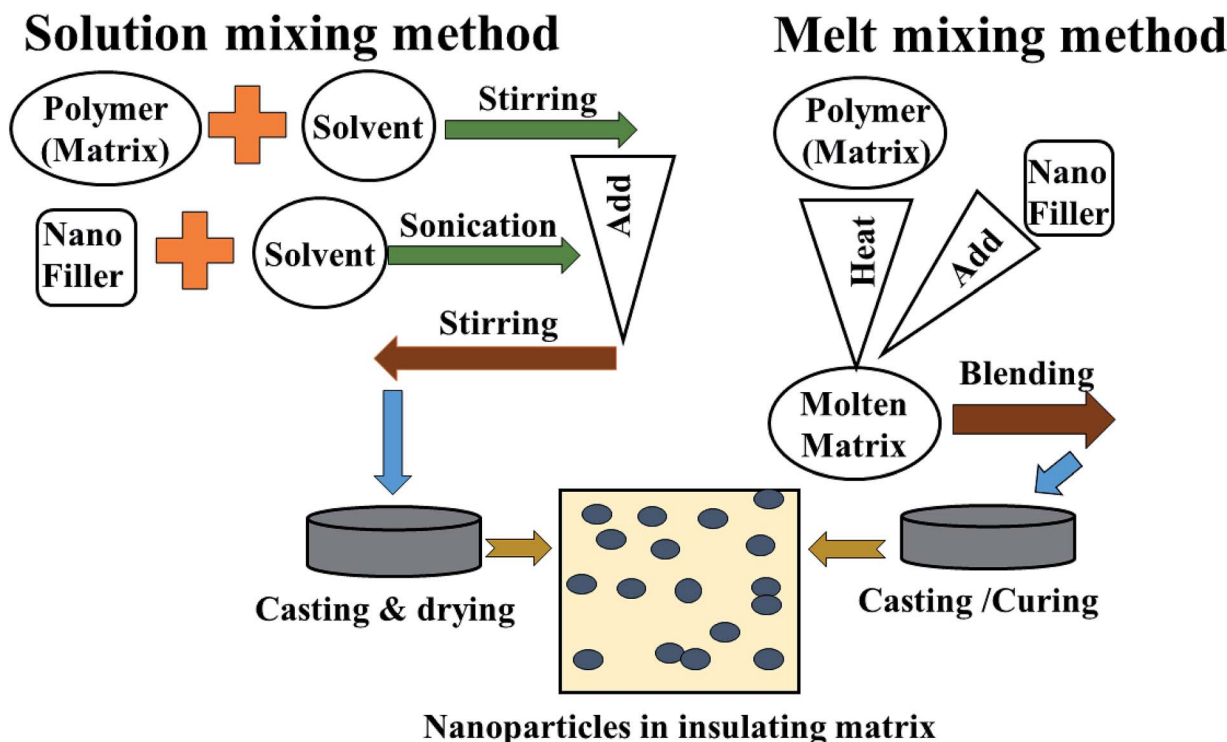 Solution mixing method
Polymer
(Matrix)
Solvent
Stirring
Nano
Filler
Solvent
Sonication
Add
Stirring
Casting & drying
Melt mixing method
Polymer
(Matrix)
Heat
Nano
Filler
Add
Molten
Matrix
Blending
Casting /Curing
Nanoparticles in insulating matrix